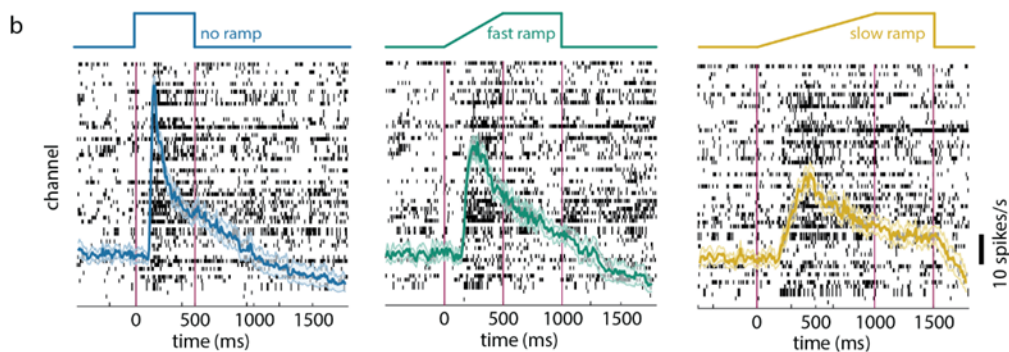 b
no ramp
fast ramp
slow ramp
channel
0 500 1000 1500
time (ms)
0 500 1000 1500
time (ms)
0 500 1000 1500
time (ms)
10 spikes/s